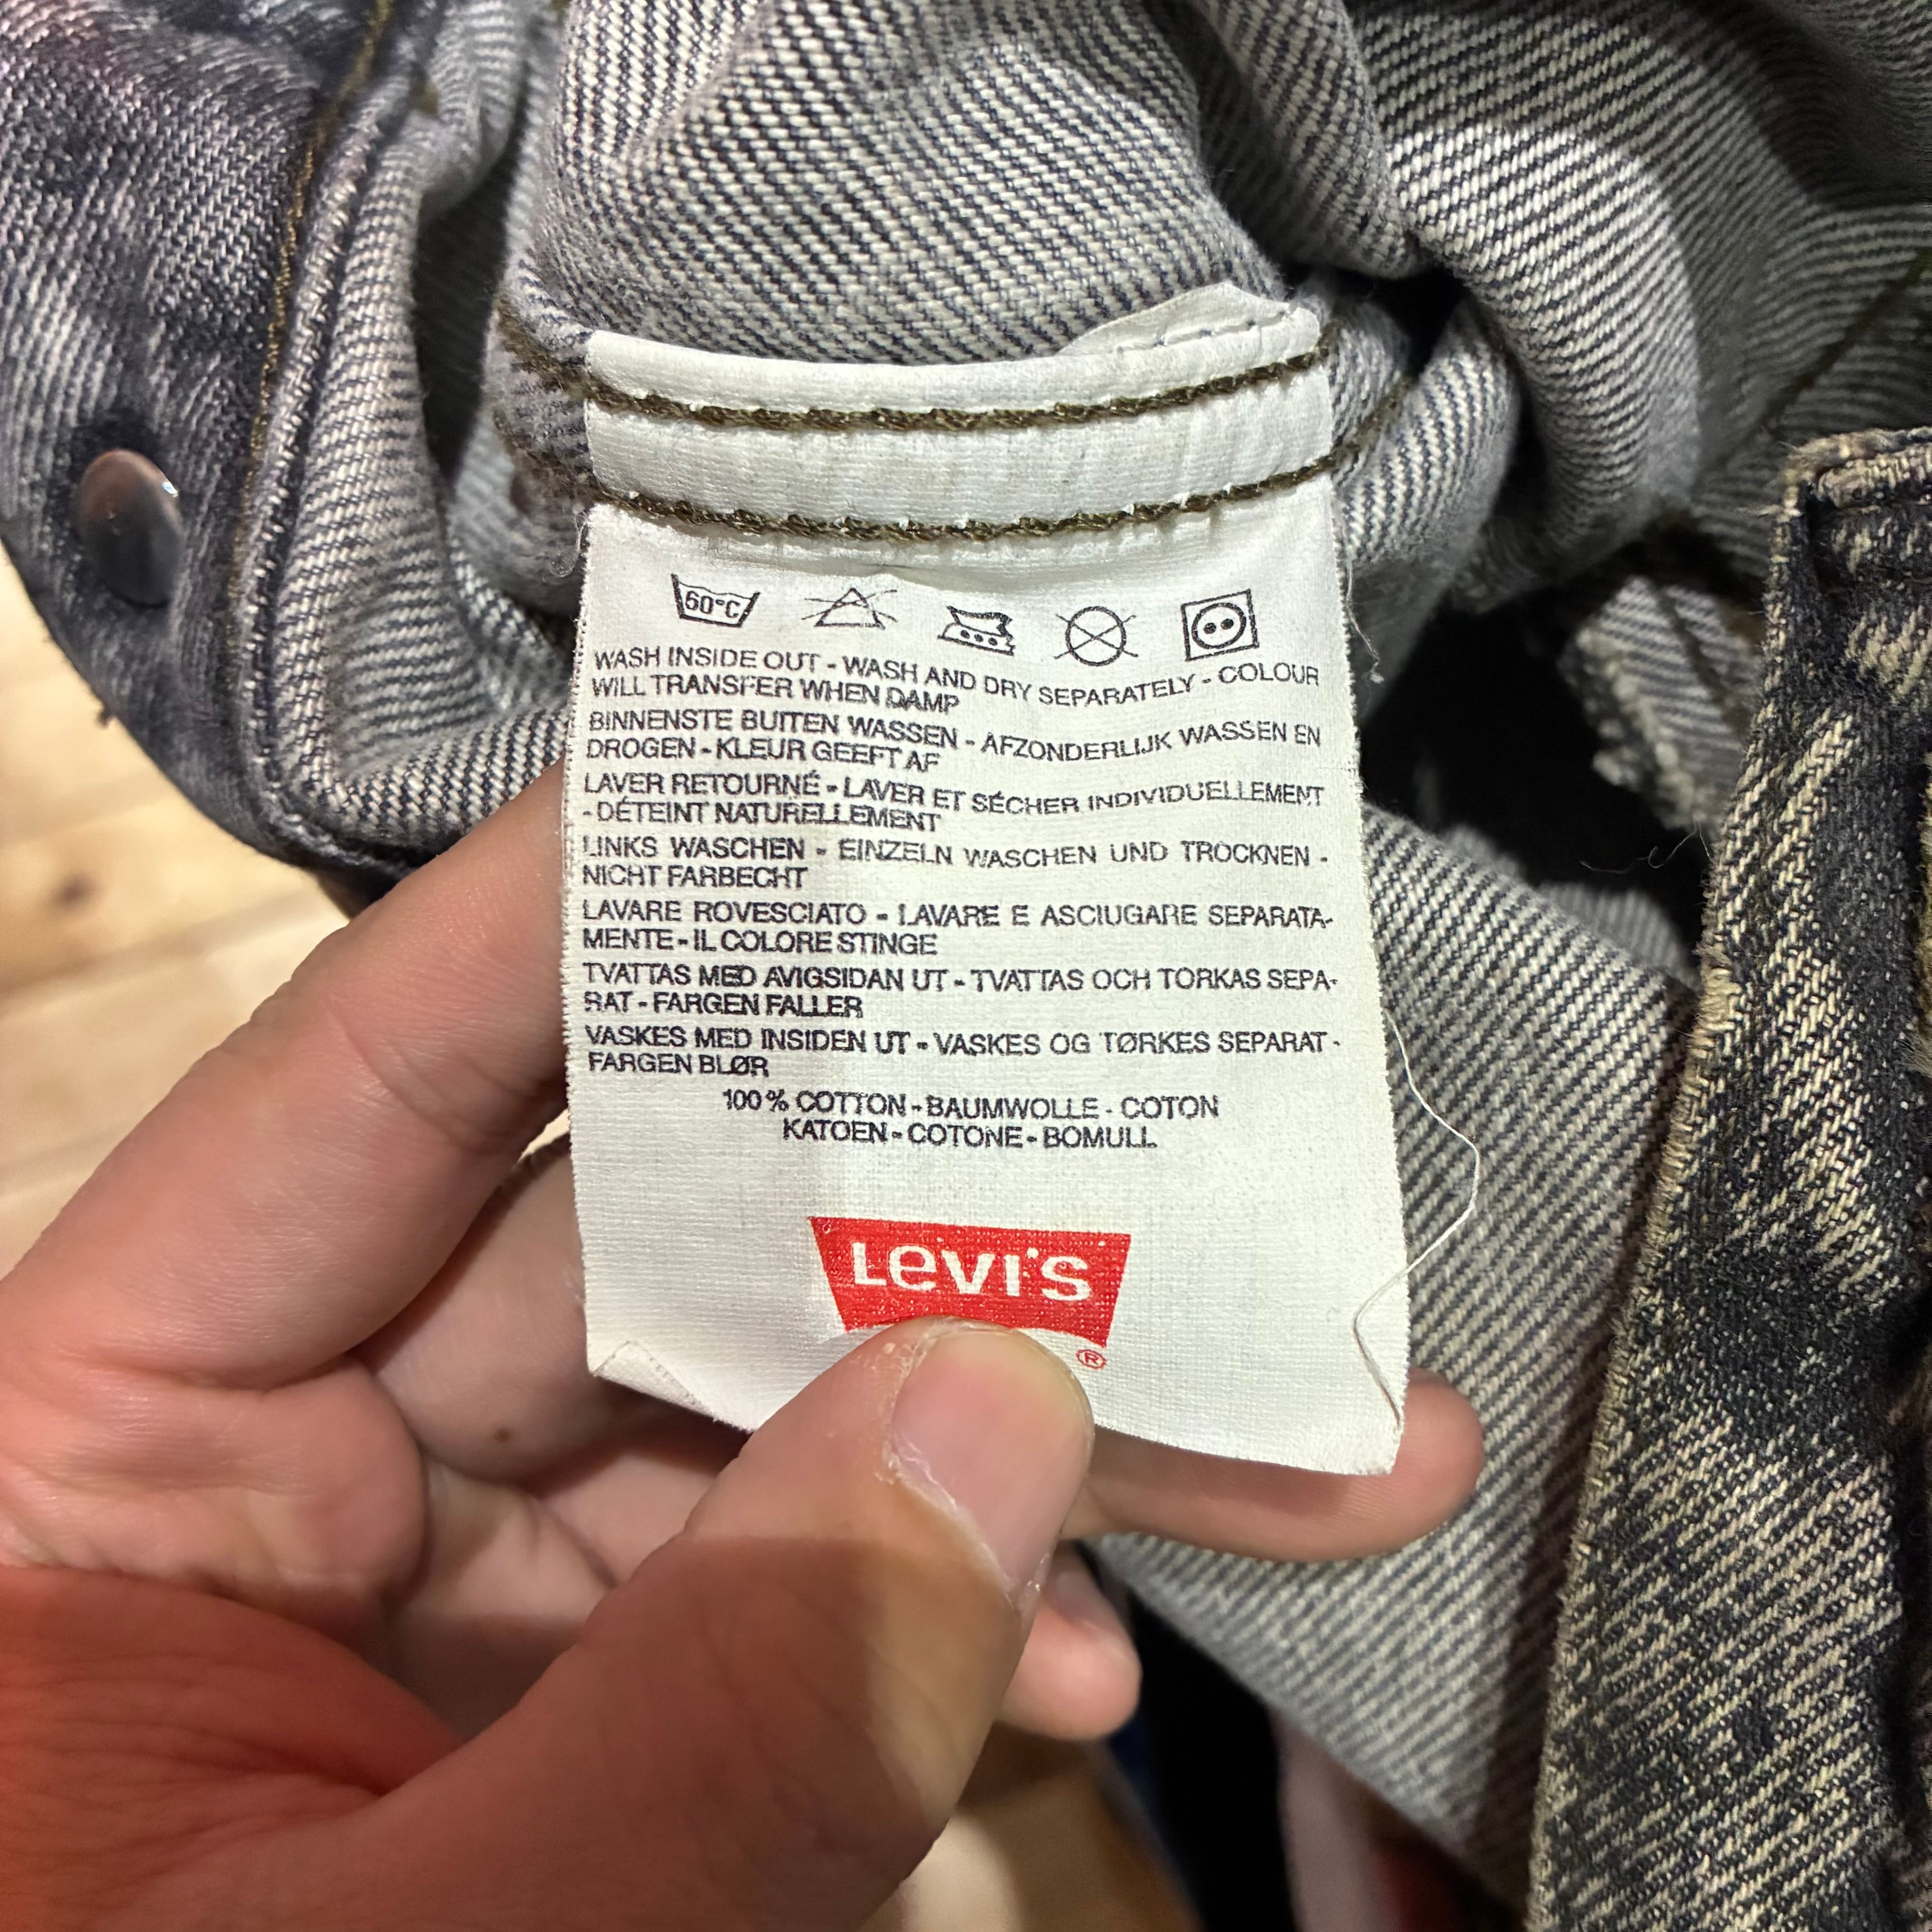 60°C
WASH INSIDE OUT - WASH AND DRY SEPARATELY - COLOUR
WILL TRANSFER WHEN DAMP
BINNENSTE BUITEN WASSEN - AFZONDERLIJK WASSEN EN
DROGEN - KLEUR GEEFT AF
LAVER RETOURNÉ - LAVER ET SÉCHER INDIVIDUELLEMENT
- DÉTEINT NATURELLEMENT
LINKS WASCHEN - EINZELN WASCHEN UND TROCKNEN -
NICHT FARBECHT
LAVARE ROVESCIATO - LAVARE E ASCIUGARE SEPARATA-
MENTE - IL COLORE STINGE
TVATTAS MED AVIGSIDAN UT - TVATTAS OCH TORKAS SEPA-
RAT - FARGEN FALLER
VASKES MED INSIDEN UT - VASKES OG TØRKES SEPARAT -
FARGEN BLØR
100 % COTTON - BAUMWOLLE - COTON
KATOEN - COTONE - BOMULL
Levi's
®